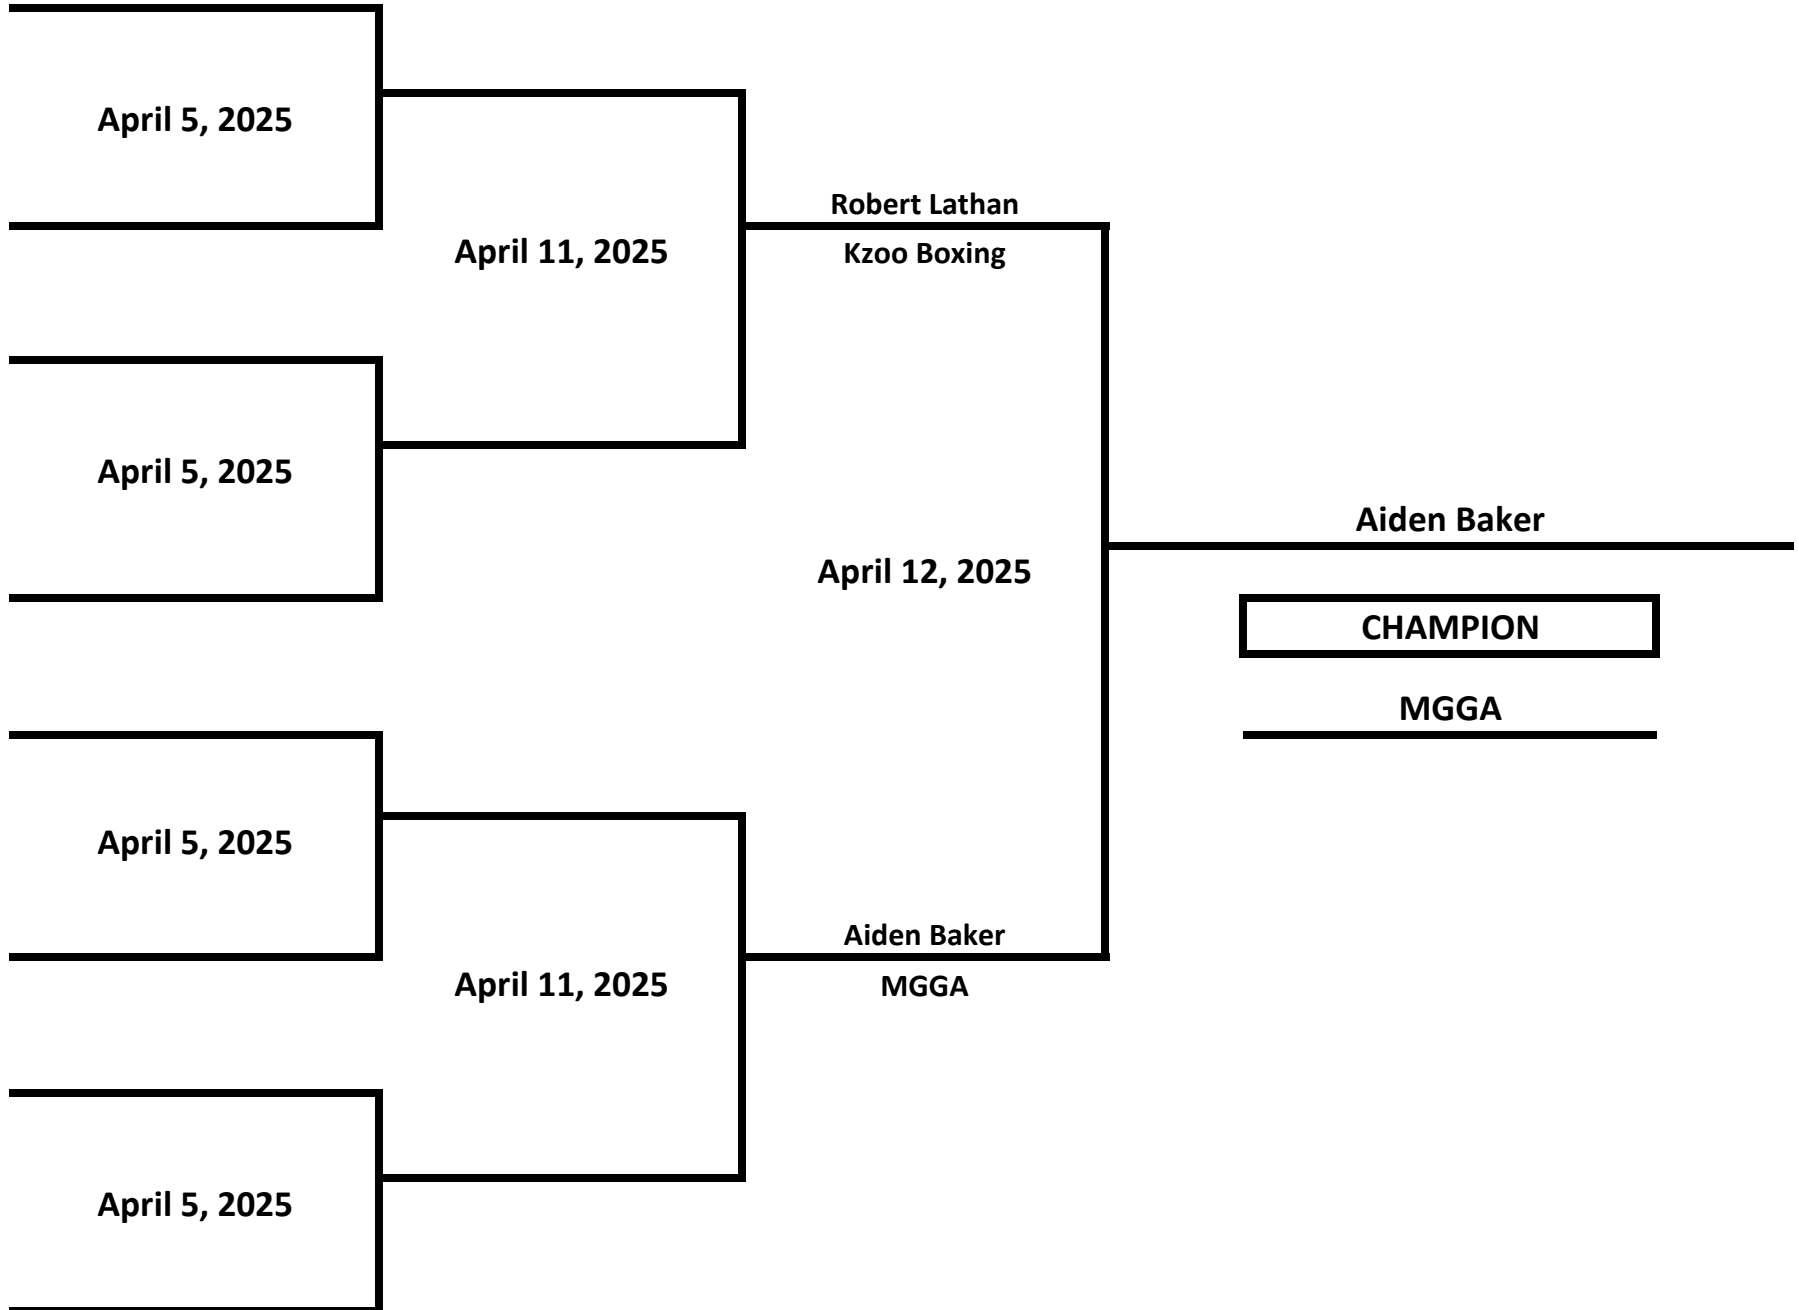 April 5, 2025
Robert Lathan
April 11, 2025
Kzoo Boxing
April 5, 2025
Aiden Baker
April 12, 2025
CHAMPION
MGGA
April 5, 2025
Aiden Baker
April 11, 2025
MGGA
April 5, 2025